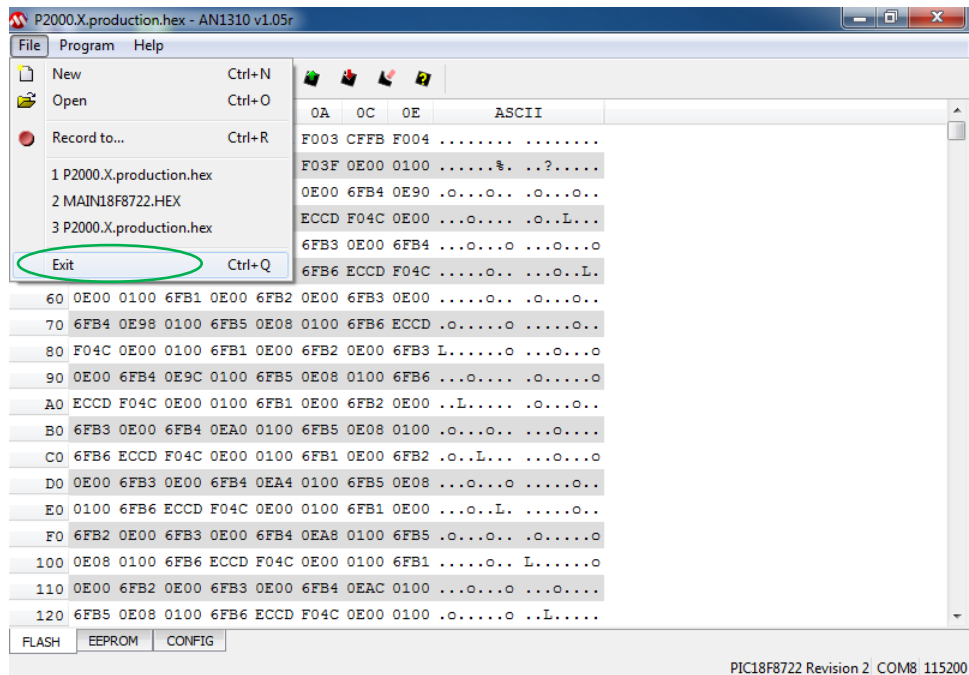 P2000.X.production.hex - AN1310 v1.05r
File Program Help
New Ctrl+N
Open Ctrl+O
0A 0C 0E ASCII
Record to... Ctrl+R F003 CFFB F004 ........ ........
F03F 0E00 0100 ......%. ..?.....
1 P2000.X.production.hex
0E00 6FB4 0E90 .o...o.. .o...o..
2 MAIN18F8722.HEX
ECCD F04C 0E00 ...o.... .o..L...
3 P2000.X.production.hex
6FB3 0E00 6FB4 ...o...o ...o...o
Exit Ctrl+Q 6FB6 ECCD F04C .....o.. ...o..L.
60 0E00 0100 6FB1 0E00 6FB2 0E00 6FB3 0E00 .....o.. .o...o..
70 6FB4 0E98 0100 6FB5 0E08 0100 6FB6 ECCD .o.....o .....o..
80 F04C 0E00 0100 6FB1 0E00 6FB2 0E00 6FB3 L......o ...o...o
90 0E00 6FB4 0E9C 0100 6FB5 0E08 0100 6FB6 ...o.... .o.....o
A0 ECCD F04C 0E00 0100 6FB1 0E00 6FB2 0E00 ..L..... .o...o..
B0 6FB3 0E00 6FB4 0EA0 0100 6FB5 0E08 0100 .o...o.. ...o....
C0 6FB6 ECCD F04C 0E00 0100 6FB1 0E00 6FB2 .o..L... ...o...o
D0 0E00 6FB3 0E00 6FB4 0EA4 0100 6FB5 0E08 ...o...o .....o..
E0 0100 6FB6 ECCD F04C 0E00 0100 6FB1 0E00 ...o..L. .....o..
F0 6FB2 0E00 6FB3 0E00 6FB4 0EA8 0100 6FB5 .o...o.. .o.....o
100 0E08 0100 6FB6 ECCD F04C 0E00 0100 6FB1 .....o.. L......o
110 0E00 6FB2 0E00 6FB3 0E00 6FB4 0EAC 0100 ...o...o ...o....
120 6FB5 0E08 0100 6FB6 ECCD F04C 0E00 0100 .o.....o ..L.....
FLASH EEPROM CONFIG
PIC18F8722 Revision 2 COM8 115200